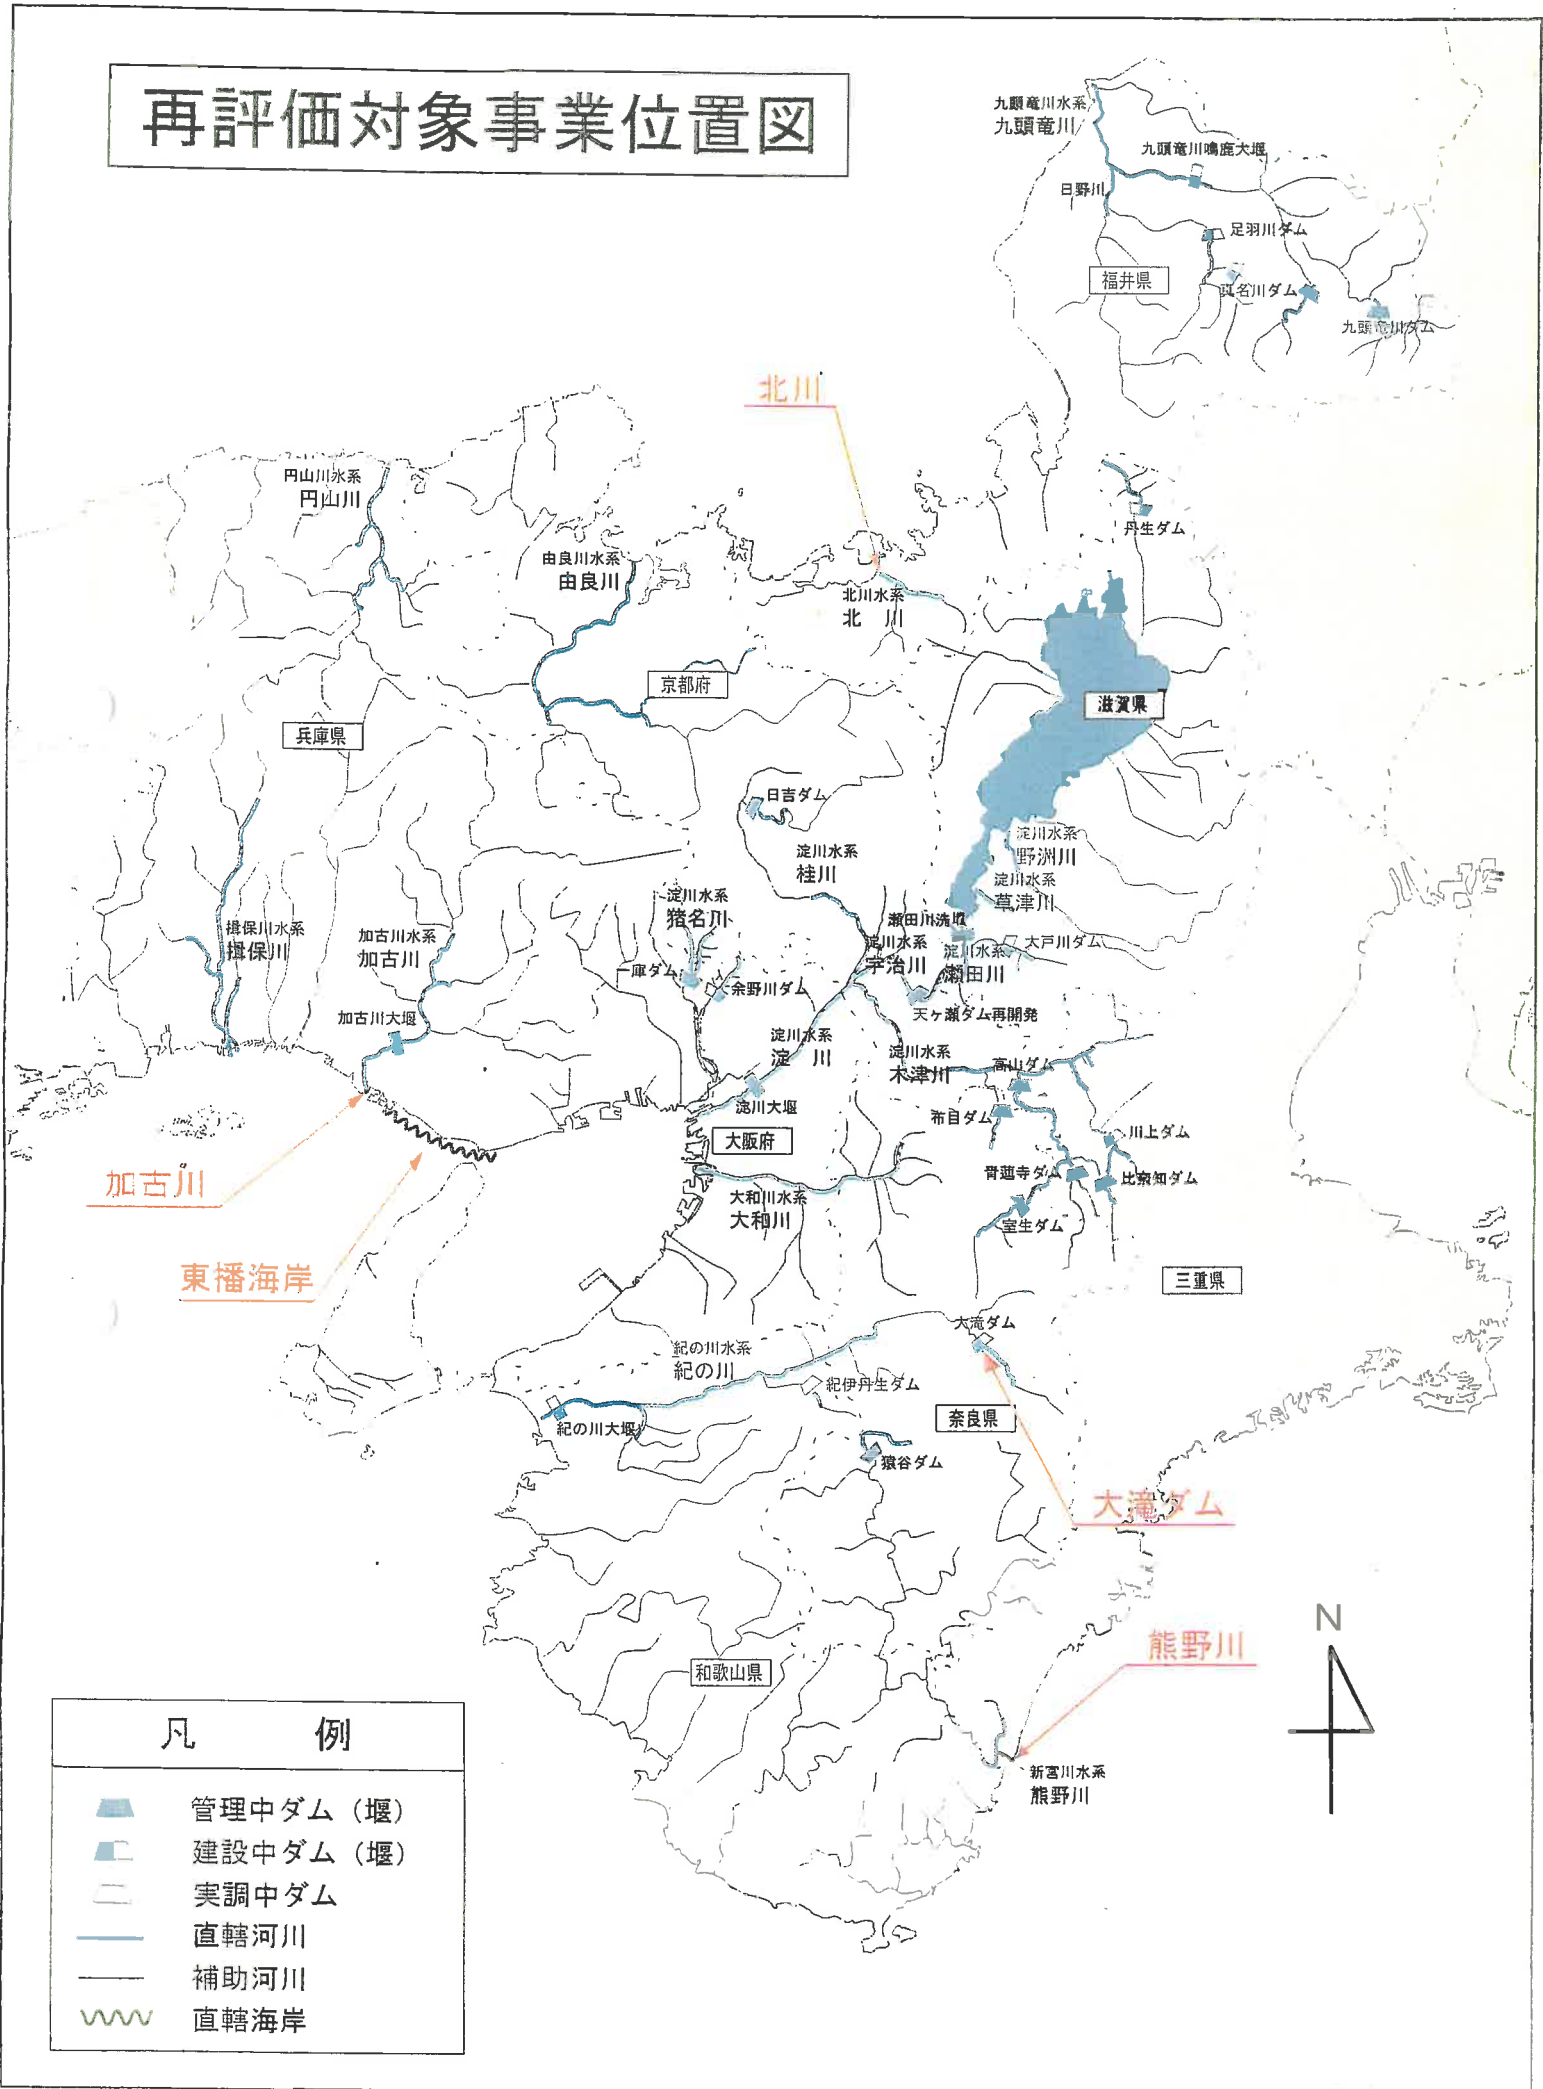 再評価対象事業位置図
九頭竜川水系
九頭竜川
九頭竜川鳴鹿大堰
日野川
足羽川ダム
福井県
真名川ダム
九頭竜川ダム
北川
円山川水系
円山川
丹生ダム
由良川水系
由良川
北川水系
北　川
京都府
滋賀県
兵庫県
日吉ダム
淀川水系
野洲川
淀川水系
桂川
淀川水系
草津川
淀川水系
猪名川
瀬田川洗堰
揖保川水系
揖保川
加古川水系
加古川
淀川水系
宇治川
淀川水系
瀬田川
大戸川ダム
一庫ダム
余野川ダム
天ヶ瀬ダム再開発
加古川大堰
淀川水系
淀　川
淀川水系
木津川
高山ダム
淀川大堰
布目ダム
大阪府
川上ダム
加古川
青蓮寺ダム
比奈知ダム
大和川水系
大和川
室生ダム
東播海岸
三重県
大滝ダム
紀の川水系
紀の川
紀伊丹生ダム
奈良県
紀の川大堰
猿谷ダム
大滝ダム
N
熊野川
和歌山県
新宮川水系
熊野川
凡　例
管理中ダム（堰）
建設中ダム（堰）
実調中ダム
直轄河川
補助河川
直轄海岸